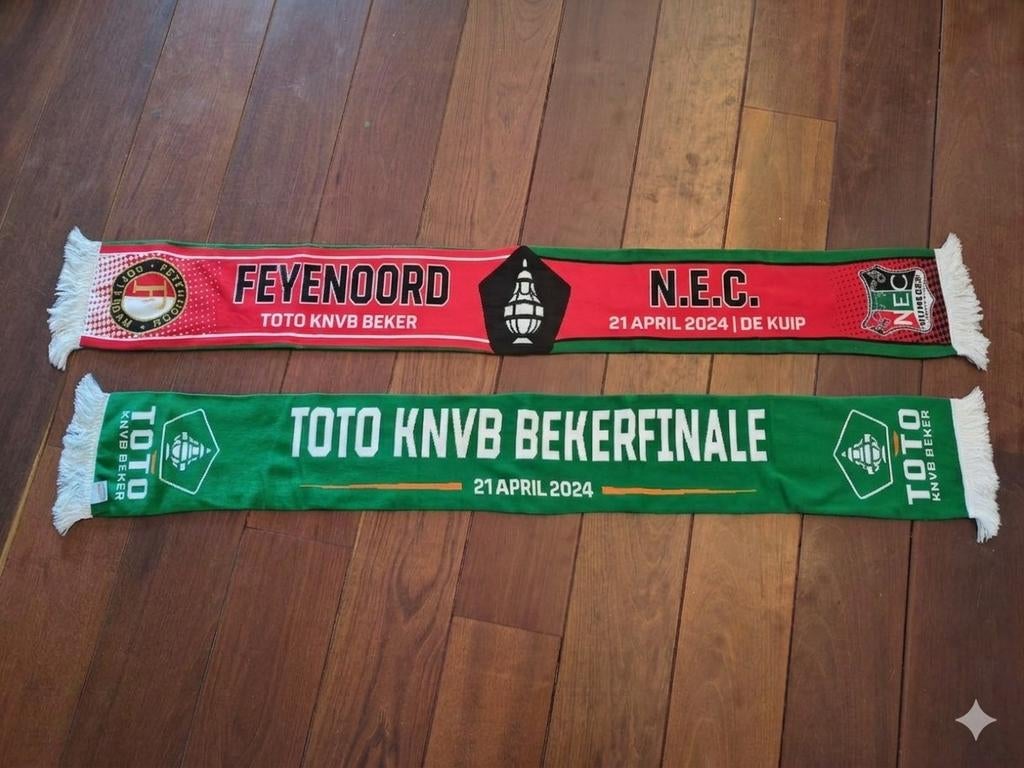 FEYENOORD
TOTO KNVB BEKER
N.E.C.
21 APRIL 2024 | DE KUIP
NEC
TOTO
KNVB BEKER
TOTO KNVB BEKERFINALE
21 APRIL 2024
TOTO
KNVB BEKER